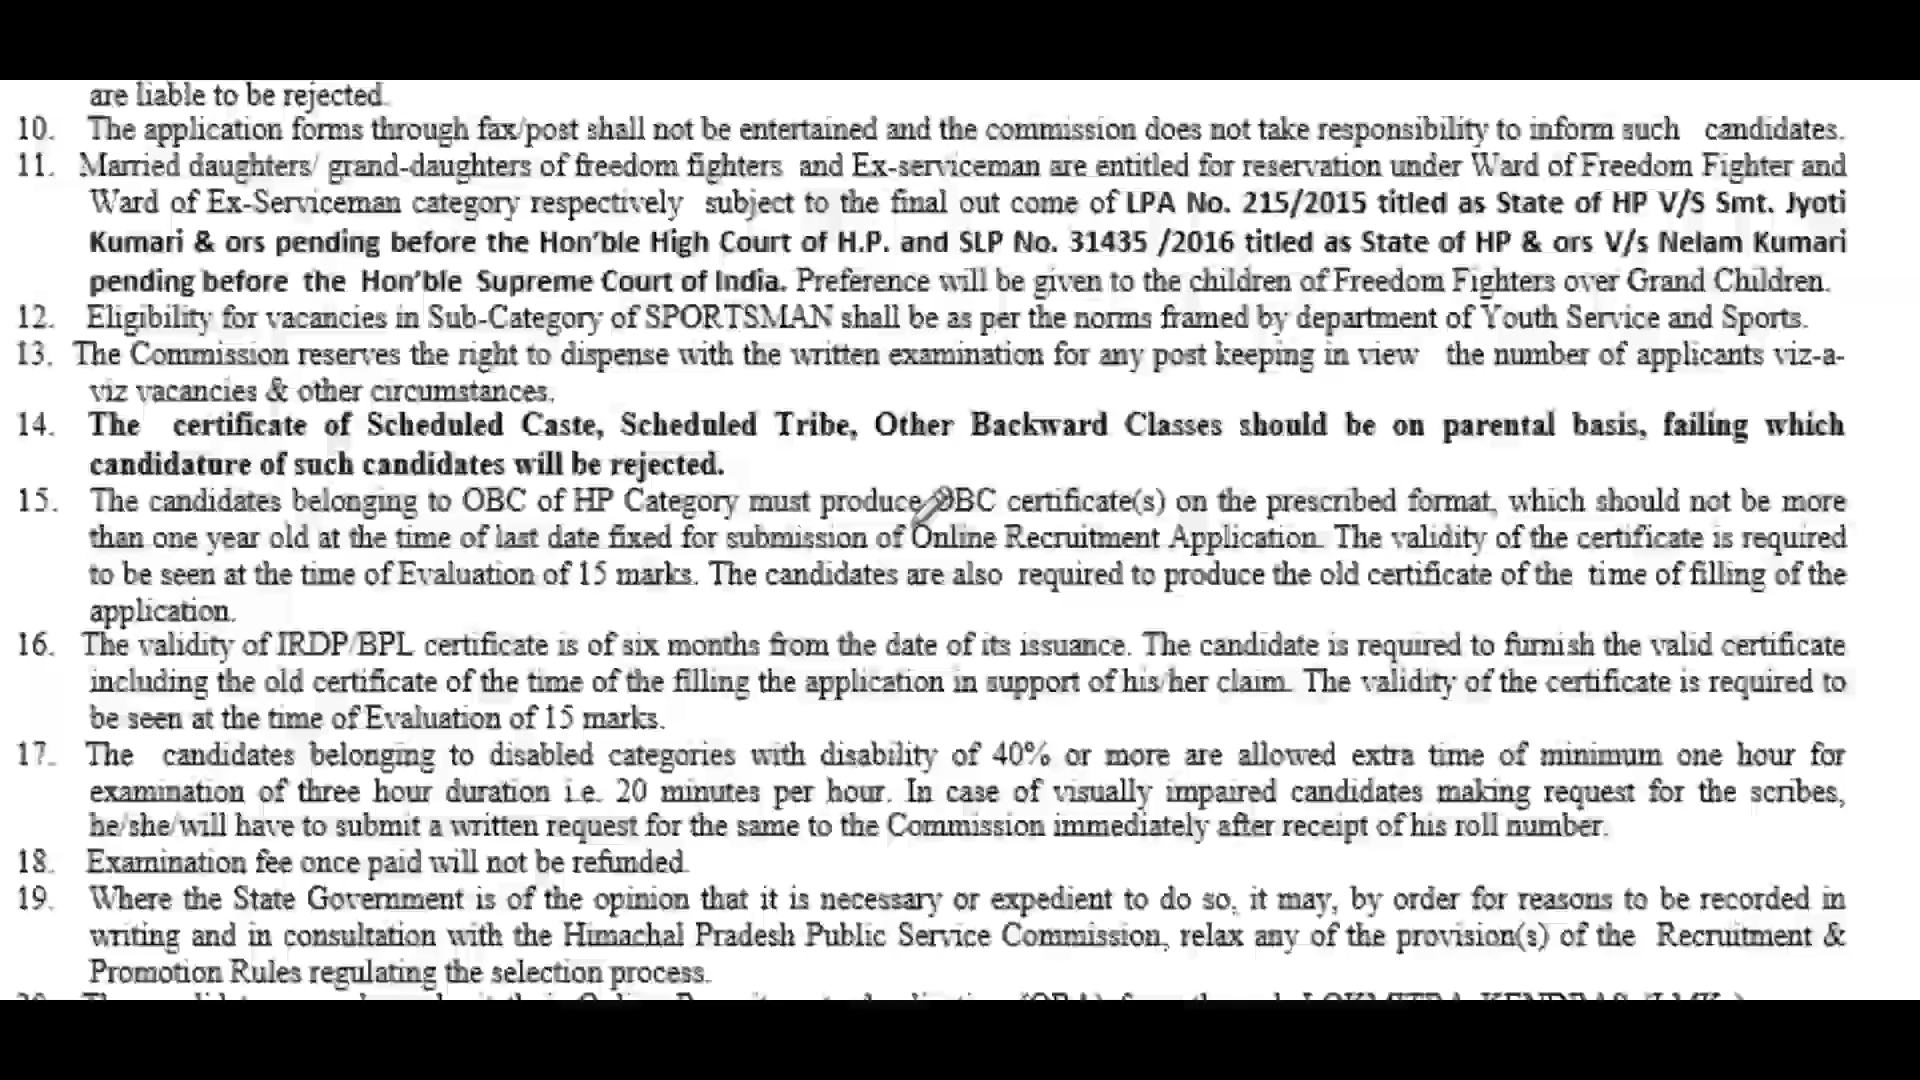 are liable to be rejected.
10. The application forms through fax/post shall not be entertained and the commission does not take responsibility to inform such candidates.
11. Married daughters/ grand-daughters of freedom fighters and Ex-serviceman are entitled for reservation under Ward of Freedom Fighter and
Ward of Ex-Serviceman category respectively subject to the final out come of LPA No. 215/2015 titled as State of HP V/S Smt. Jyoti
Kumari & ors pending before the Hon'ble High Court of H.P. and SLP No. 31435 /2016 titled as State of HP & ors V/s Nelam Kumari
pending before the Hon'ble Supreme Court of India. Preference will be given to the children of Freedom Fighters over Grand Children.
12. Eligibility for vacancies in Sub-Category of SPORTSMAN shall be as per the norms framed by department of Youth Service and Sports.
13. The Commission reserves the right to dispense with the written examination for any post keeping in view the number of applicants viz-a-
viz vacancies & other circumstances.
14. The certificate of Scheduled Caste, Scheduled Tribe, Other Backward Classes should be on parental basis, failing which
candidature of such candidates will be rejected.
15. The candidates belonging to OBC of HP Category must produce OBC certificate(s) on the prescribed format, which should not be more
than one year old at the time of last date fixed for submission of Online Recruitment Application. The validity of the certificate is required
to be seen at the time of Evaluation of 15 marks. The candidates are also required to produce the old certificate of the time of filling of the
application.
16. The validity of IRDP/BPL certificate is of six months from the date of its issuance. The candidate is required to furnish the valid certificate
including the old certificate of the time of the filling the application in support of his/her claim. The validity of the certificate is required to
be seen at the time of Evaluation of 15 marks.
17. The candidates belonging to disabled categories with disability of 40% or more are allowed extra time of minimum one hour for
examination of three hour duration i.e. 20 minutes per hour. In case of visually impaired candidates making request for the scribes,
he/she/will have to submit a written request for the same to the Commission immediately after receipt of his roll number.
18. Examination fee once paid will not be refunded.
19. Where the State Government is of the opinion that it is necessary or expedient to do so, it may, by order for reasons to be recorded in
writing and in consultation with the Himachal Pradesh Public Service Commission, relax any of the provision(s) of the Recruitment &
Promotion Rules regulating the selection process.